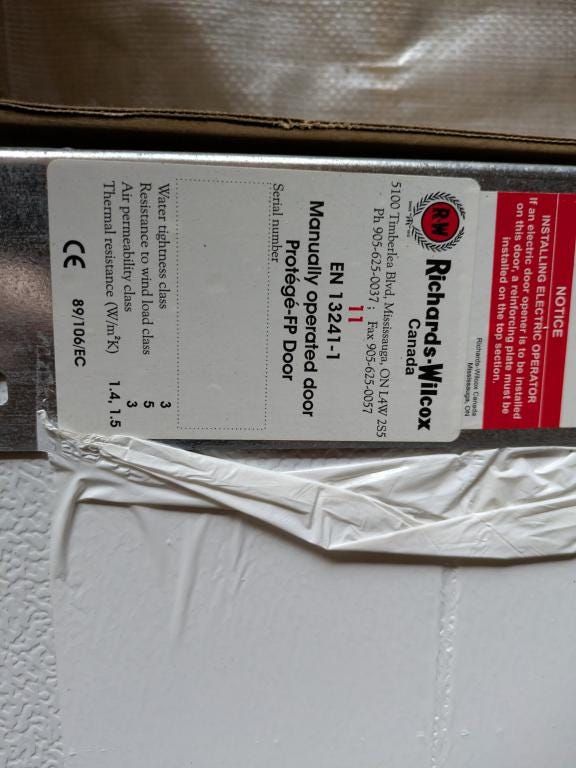 NOTICE
INSTALLING ELECTRIC OPERATOR
If an electric door opener is to be installed
on this door, a reinforcing plate must be
installed on the top section.
Richards-Wilcox Canada
Mississauga, ON
R-W
Richards-Wilcox
Canada
5100 Timberlea Blvd, Mississauga, ON L4W 2S5
Ph 905-625-0037 ; Fax 905-625-0057
11
EN 13241-1
Manually operated door
Protégé-FP Door
Serial number
Water tighness class 3
Resistance to wind load class 5
Air permeability class 3
Thermal resistance (W/m²K) 1.4, 1.5
CE 89/106/EC